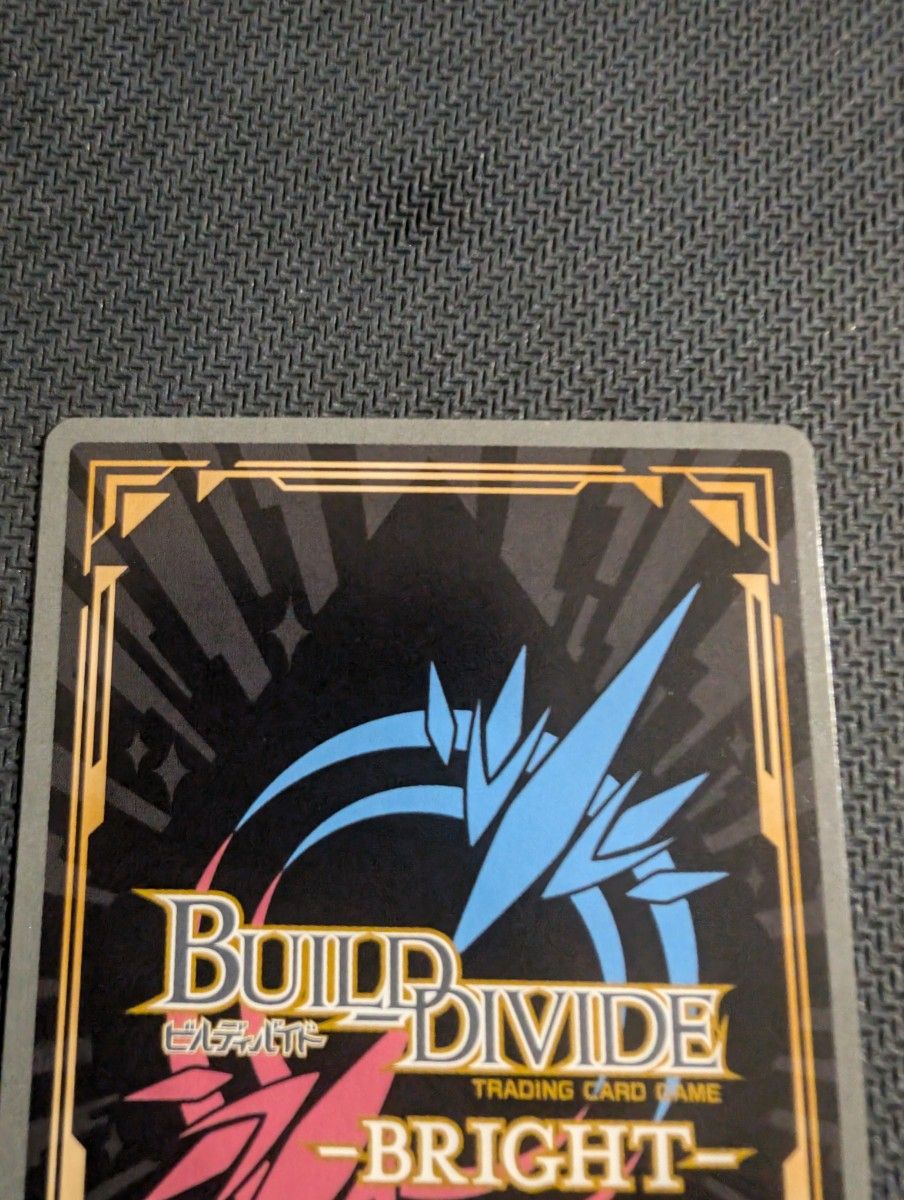 BUILD DIVIDE
ビルディバイド
TRADING CARD GAME
-BRIGHT-